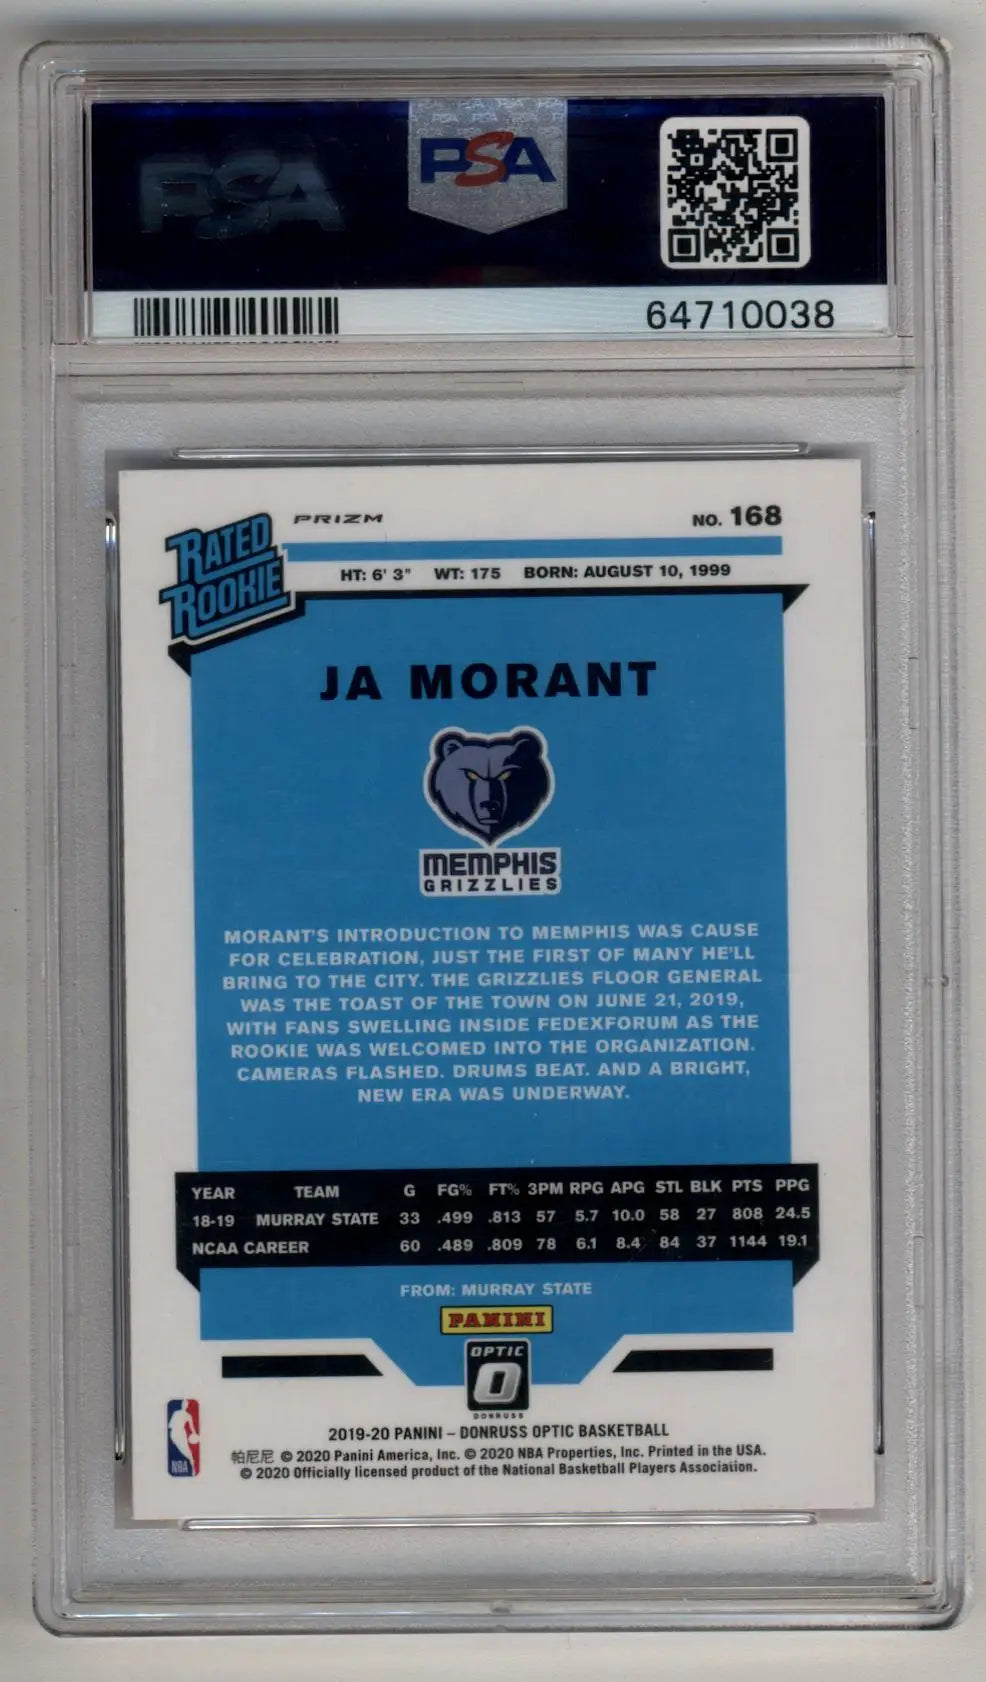 PSA
PSA
64710038
RATED
ROOKIE
PRIZM
NO. 168
HT: 6' 3" WT: 175 BORN: AUGUST 10, 1999
JA MORANT
MEMPHIS
GRIZZLIES
MORANT'S INTRODUCTION TO MEMPHIS WAS CAUSE
FOR CELEBRATION, JUST THE FIRST OF MANY HE'LL
BRING TO THE CITY. THE GRIZZLIES FLOOR GENERAL
WAS THE TOAST OF THE TOWN ON JUNE 21, 2019,
WITH FANS SWELLING INSIDE FEDEXFORUM AS THE
ROOKIE WAS WELCOMED INTO THE ORGANIZATION.
CAMERAS FLASHED. DRUMS BEAT. AND A BRIGHT,
NEW ERA WAS UNDERWAY.
YEAR TEAM G FG% FT% 3PM RPG APG STL BLK PTS PPG
18-19 MURRAY STATE 33 .499 .813 57 5.7 10.0 58 27 808 24.5
NCAA CAREER 60 .489 .809 78 6.1 8.4 84 37 1144 19.1
FROM: MURRAY STATE
PANINI
OPTIC
O
DONRUSS
NBA
2019-20 PANINI – DONRUSS OPTIC BASKETBALL
帕尼尼 © 2020 Panini America, Inc. © 2020 NBA Properties, Inc. Printed in the USA.
© 2020 Officially licensed product of the National Basketball Players Association.